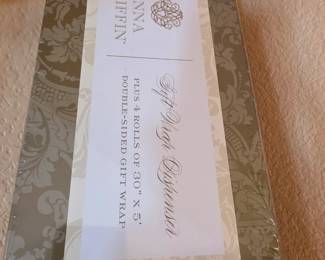 NNA
IFFIN
Gift Wrap Dispenser
PLUS 4 ROLLS OF 30" X 5'
DOUBLE-SIDED GIFT WRAP